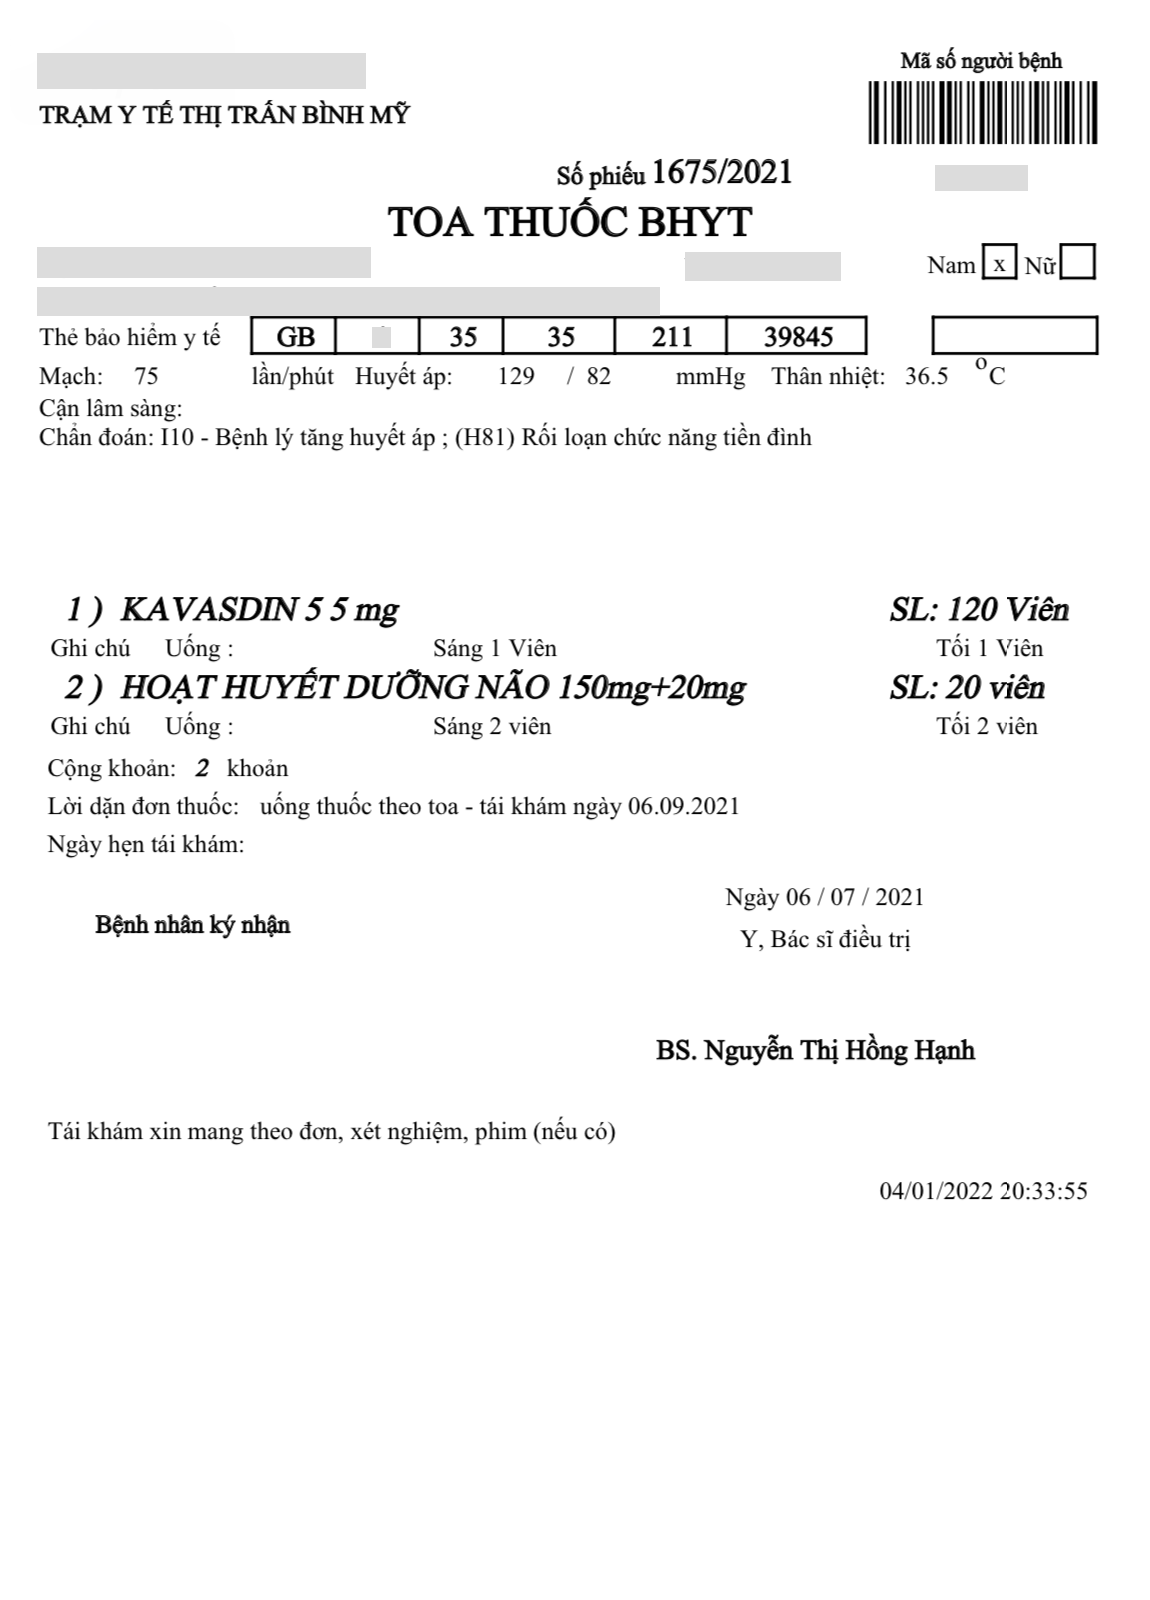 Mã số người bệnh
TRẠM Y TẾ THỊ TRẤN BÌNH MỸ
Số phiếu 1675/2021
TOA THUỐC BHYT
Nam x Nữ
Thẻ bảo hiểm y tế GB 35 35 211 39845
Mạch: 75 lần/phút Huyết áp: 129 / 82 mmHg Thân nhiệt: 36.5 °C
Cận lâm sàng:
Chẩn đoán: I10 - Bệnh lý tăng huyết áp ; (H81) Rối loạn chức năng tiền đình
1 ) KAVASDIN 5 5 mg SL: 120 Viên
Ghi chú Uống : Sáng 1 Viên Tối 1 Viên
2 ) HOẠT HUYẾT DƯỠNG NÃO 150mg+20mg SL: 20 viên
Ghi chú Uống : Sáng 2 viên Tối 2 viên
Cộng khoản: 2 khoản
Lời dặn đơn thuốc: uống thuốc theo toa - tái khám ngày 06.09.2021
Ngày hẹn tái khám:
Ngày 06 / 07 / 2021
Bệnh nhân ký nhận
Y, Bác sĩ điều trị
BS. Nguyễn Thị Hồng Hạnh
Tái khám xin mang theo đơn, xét nghiệm, phim (nếu có)
04/01/2022 20:33:55